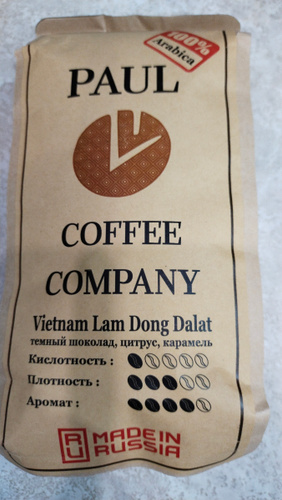 100%
Arabica
PAUL
COFFEE
COMPANY
Vietnam Lam Dong Dalat
темный шоколад, цитрус, карамель
Кислотность :
Плотность :
Аромат :
RU MADE IN
RUSSIA